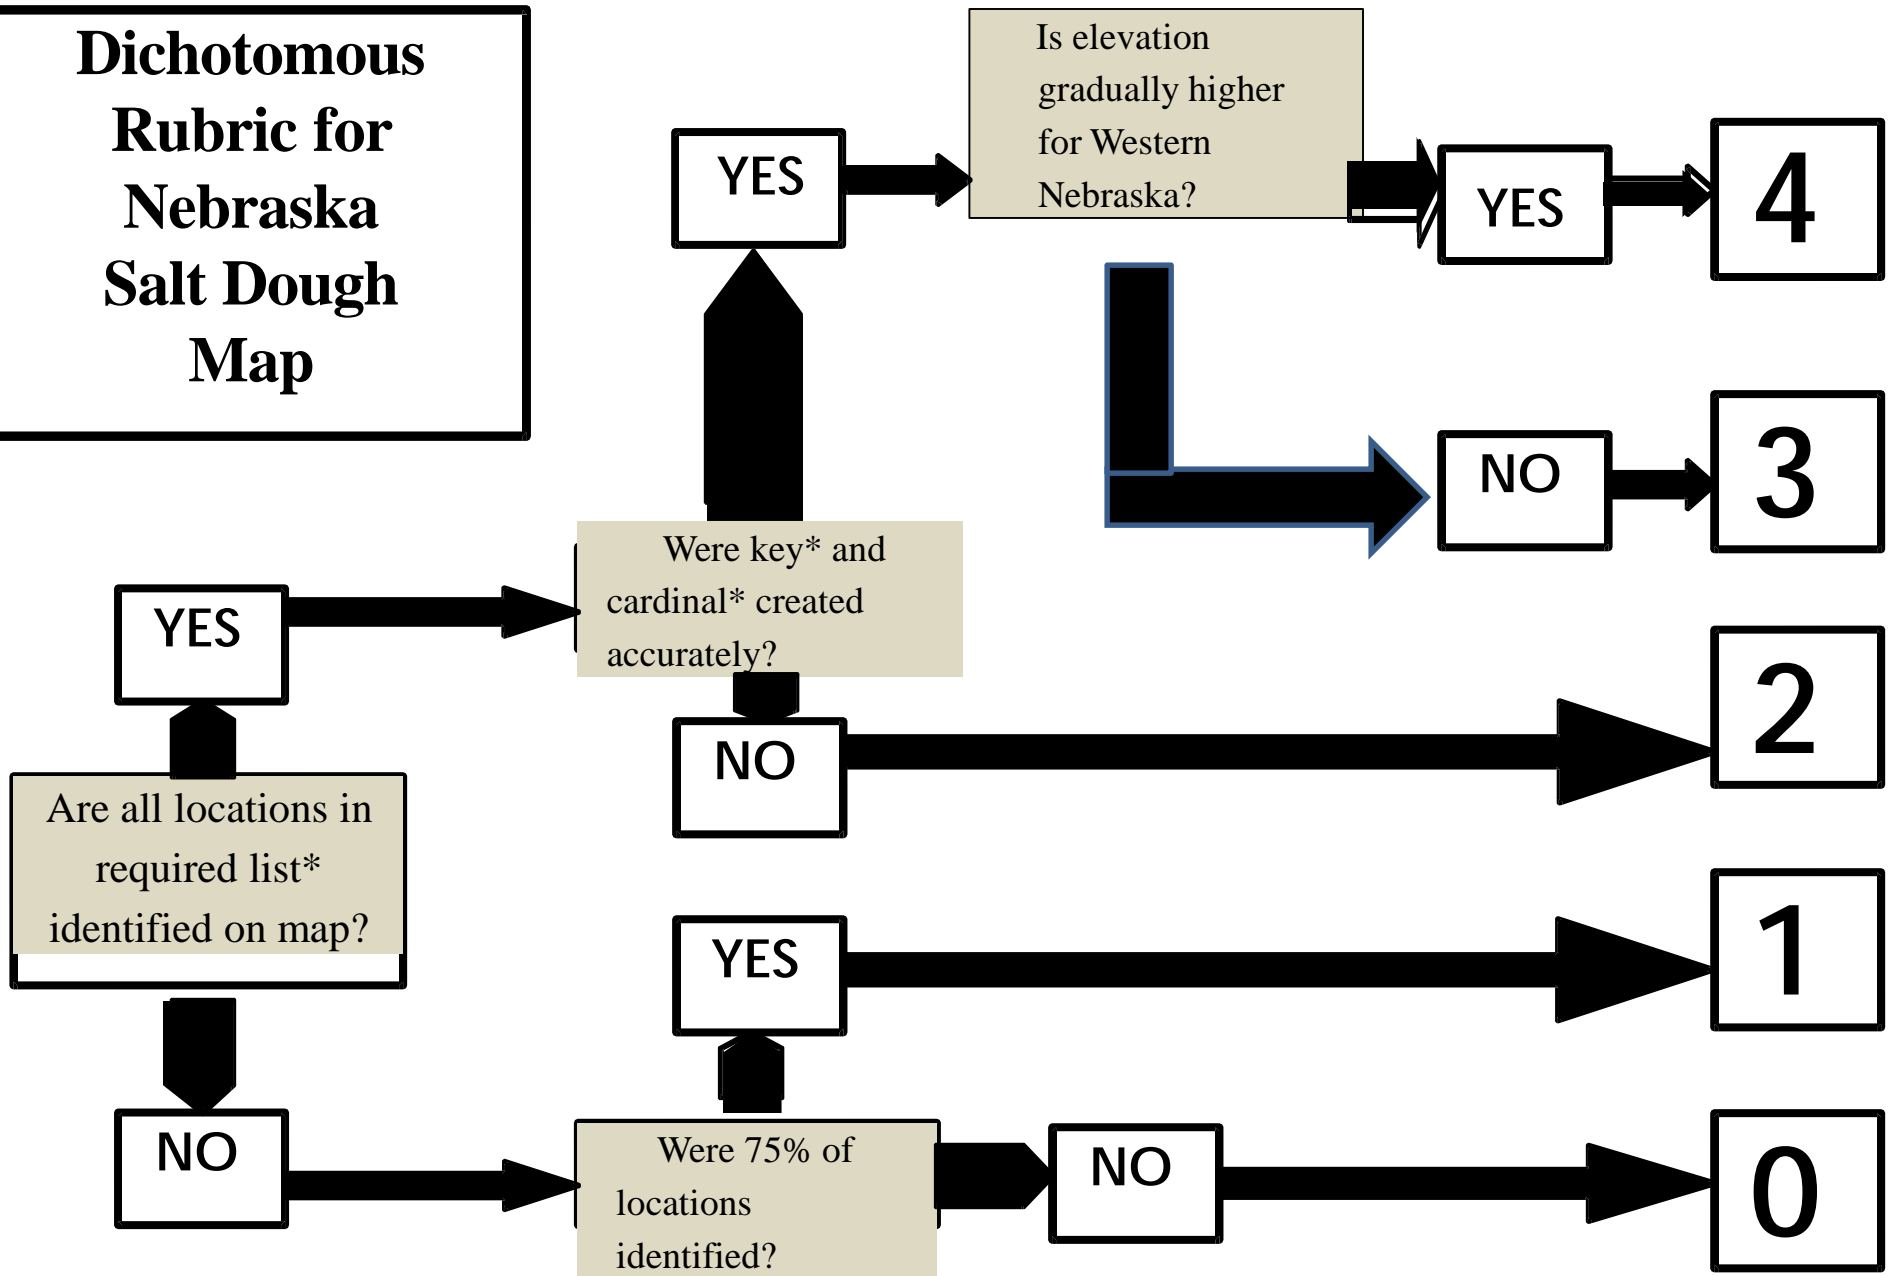 Dichotomous
Rubric for
Nebraska
Salt Dough
Map
Is elevation
gradually higher
for Western
Nebraska?
YES
YES
4
NO
3
Were key* and
cardinal* created
accurately?
YES
NO
2
Are all locations in
required list*
identified on map?
YES
1
NO
Were 75% of
locations
identified?
NO
0